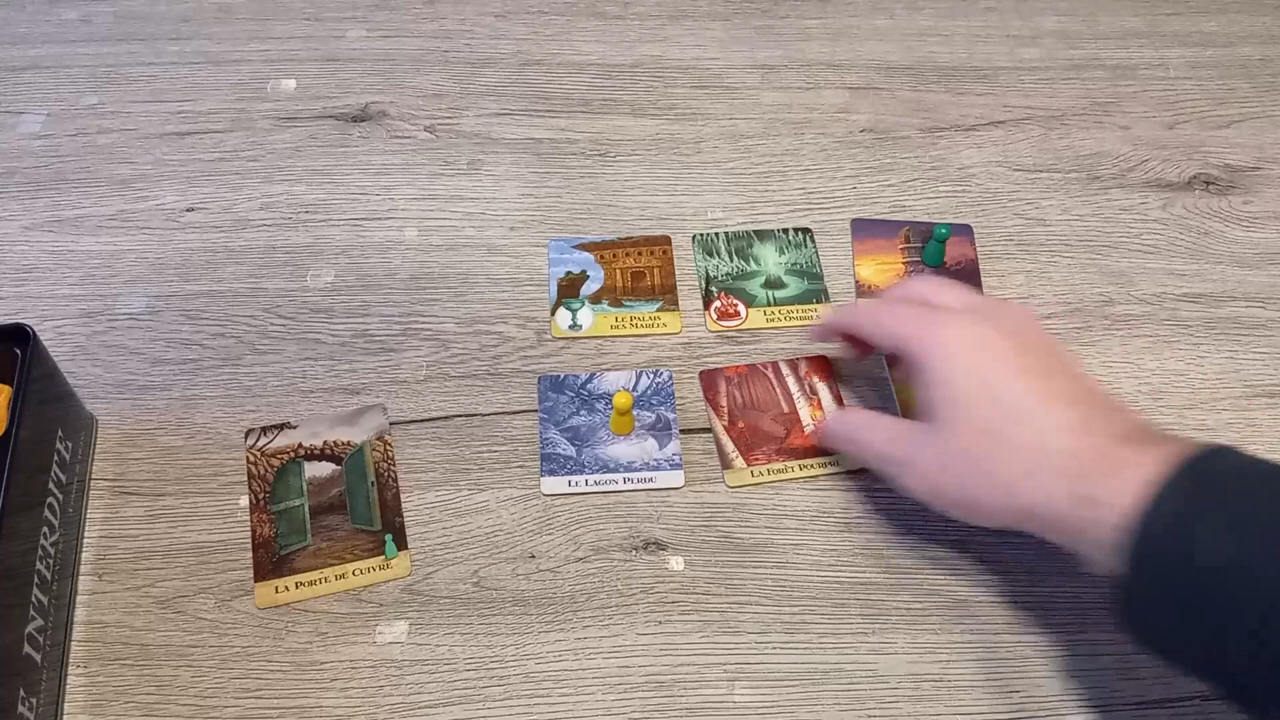 LE PALAIS
DES MARÉES
LA CAVERNE
DES OMBRES
LE LAGON PERDU
LA FORÊT POURPRE
LA PORTE DE CUIVRE
E INTERDITE